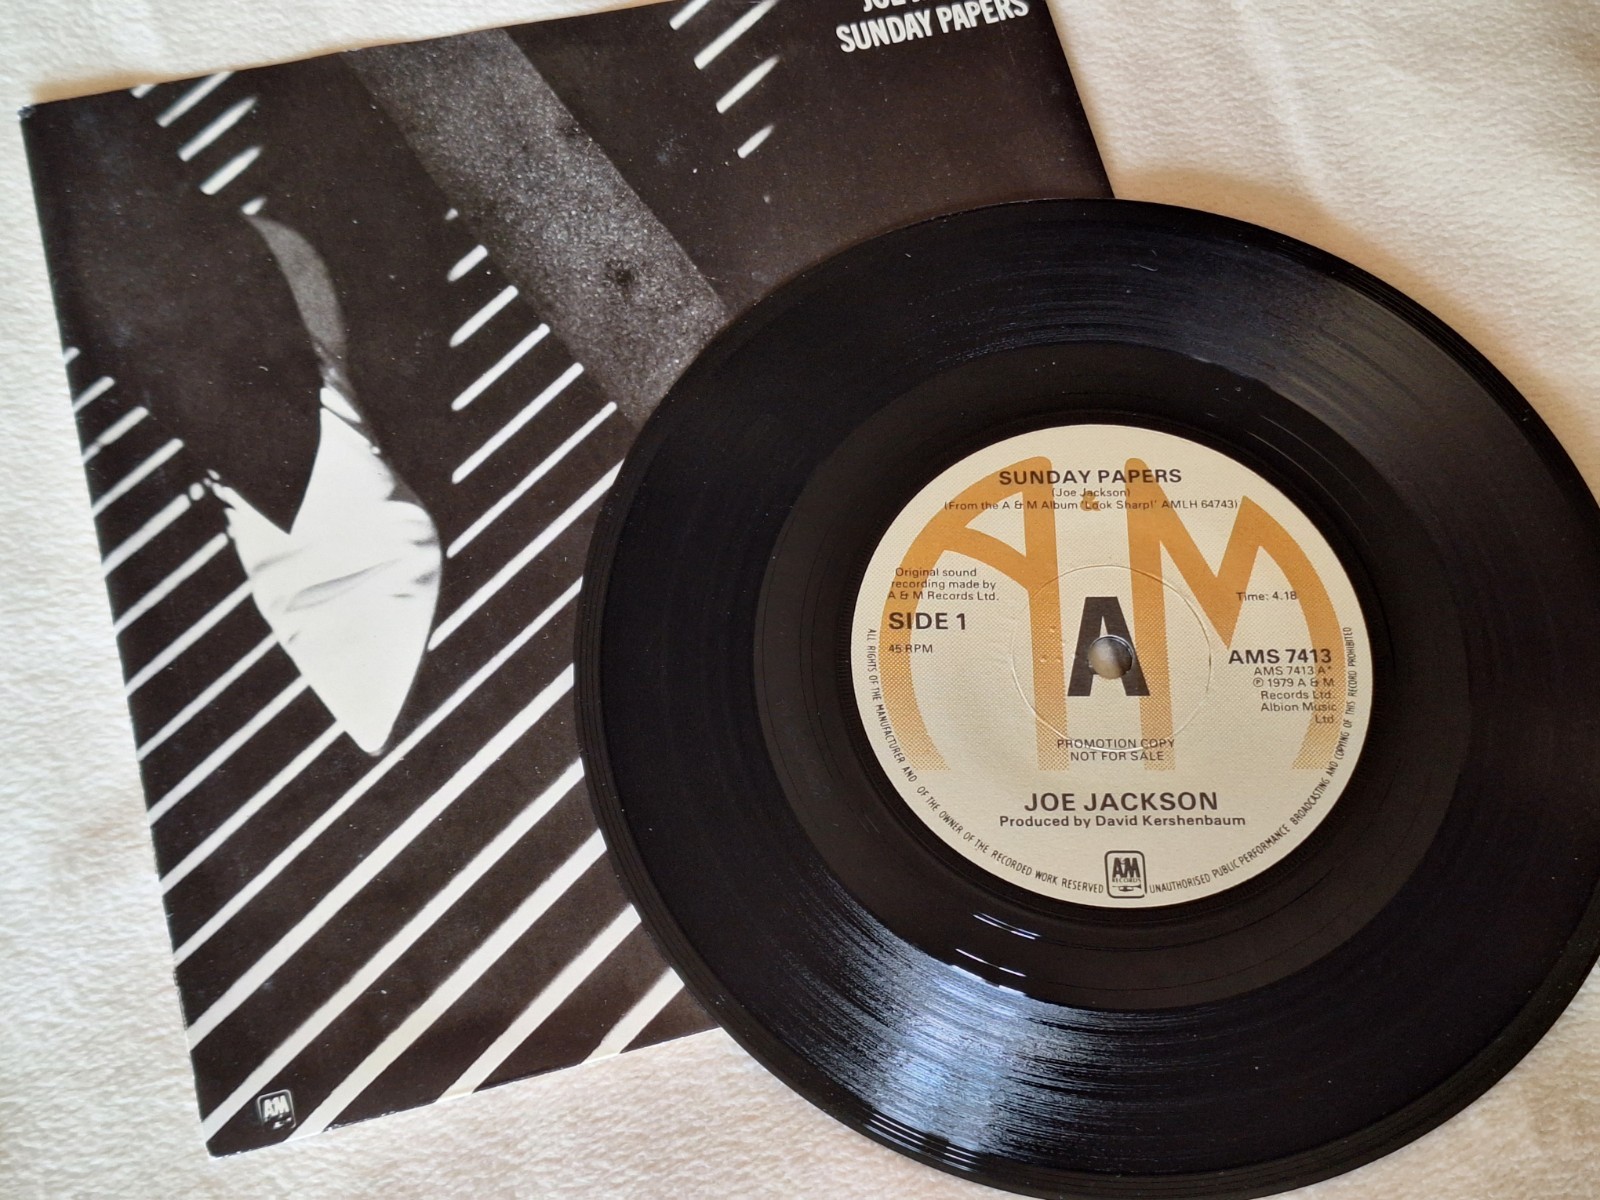 SUNDAY PAPERS
SUNDAY PAPERS
(Joe Jackson)
(From the A & M Album 'Look Sharp!' AMLH 64743)
Original sound
recording made by
A & M Records Ltd.
SIDE 1
45 RPM
A&M
A
Time: 4.18
AMS 7413
AMS 7413 A*
℗ 1979 A & M
Records Ltd.
Albion Music
Ltd.
PROMOTION COPY
NOT FOR SALE
JOE JACKSON
Produced by David Kershenbaum
ALL RIGHTS OF THE MANUFACTURER AND OF THE OWNER OF THE RECORDED WORK RESERVED
A&M
RECORDS
UNAUTHORISED PUBLIC PERFORMANCE BROADCASTING AND COPYING OF THIS RECORD PROHIBITED
A&M